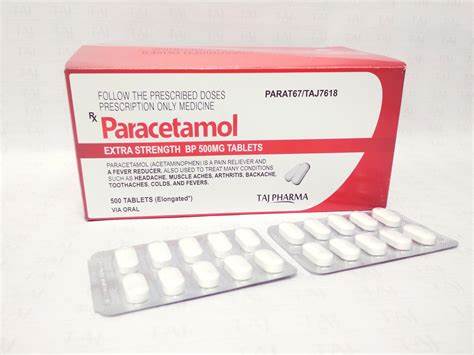 FOLLOW THE PRESCRIBED DOSES
PRESCRIPTION ONLY MEDICINE
PARAT67/TAJ7618
Rx
Paracetamol
EXTRA STRENGTH BP 500MG TABLETS
PARACETAMOL (ACETAMINOPHEN) IS A PAIN RELIEVER AND
A FEVER REDUCER. ALSO USED TO TREAT MANY CONDITIONS
SUCH AS HEADACHE, MUSCLE ACHES, ARTHRITIS, BACKACHE,
TOOTHACHES, COLDS, AND FEVERS.
500 TABLETS (Elongated*)
VIA ORAL
TAJ PHARMA